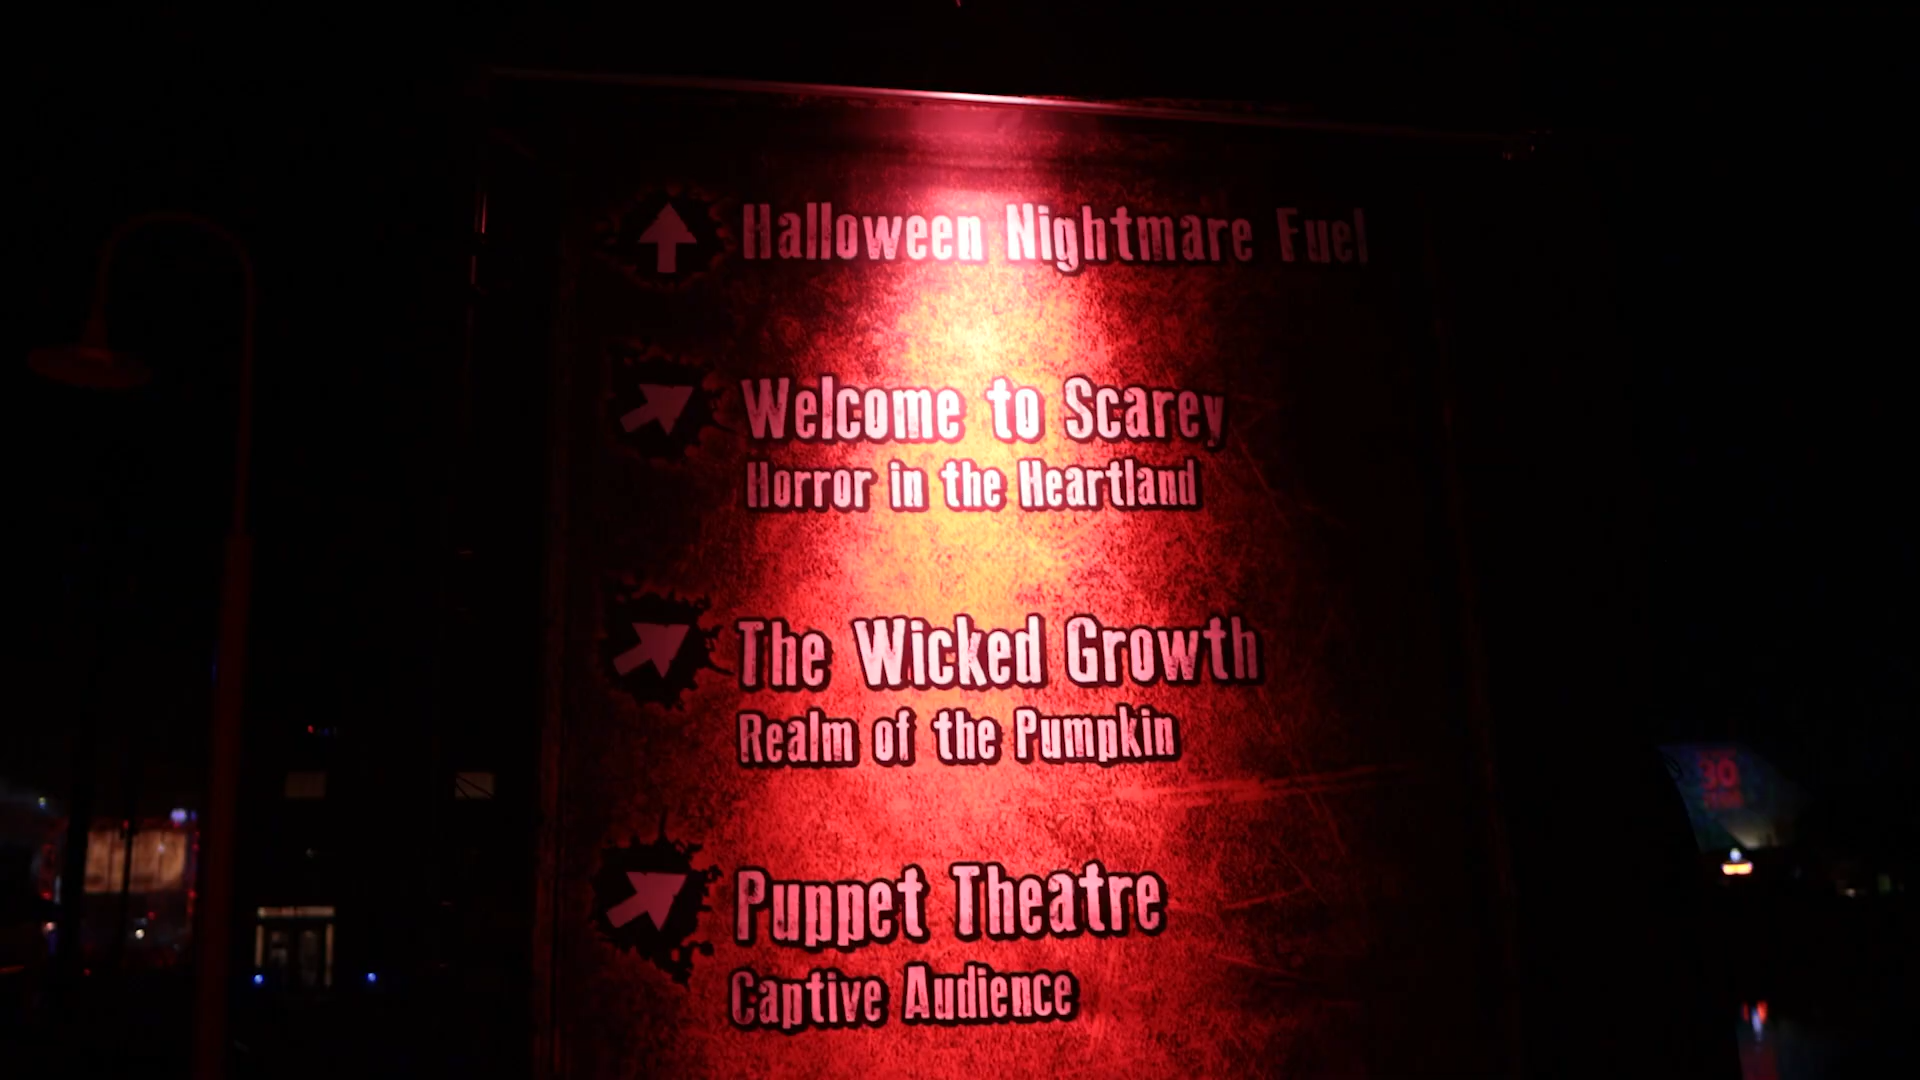 Halloween Nightmare Fuel
Welcome to Scarey
Horror in the Heartland
The Wicked Growth
Realm of the Pumpkin
Puppet Theatre
Captive Audience
30